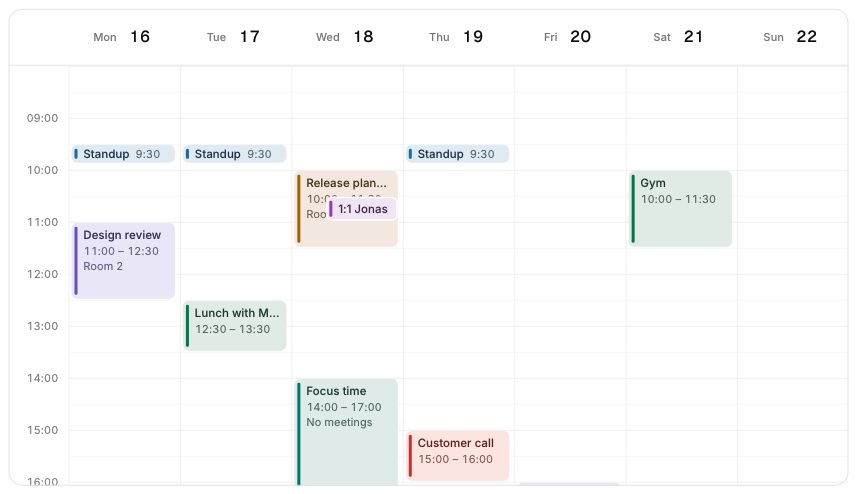 Mon 16 Tue 17 Wed 18 Thu 19 Fri 20 Sat 21 Sun 22
09:00
Standup 9:30
Standup 9:30
Standup 9:30
10:00
Release plan...
1:1 Jonas
Gym
10:00 – 11:30
11:00
Design review
11:00 – 12:30
Room 2
12:00
Lunch with M...
12:30 – 13:30
13:00
14:00
Focus time
14:00 – 17:00
No meetings
15:00
Customer call
15:00 – 16:00
16:00